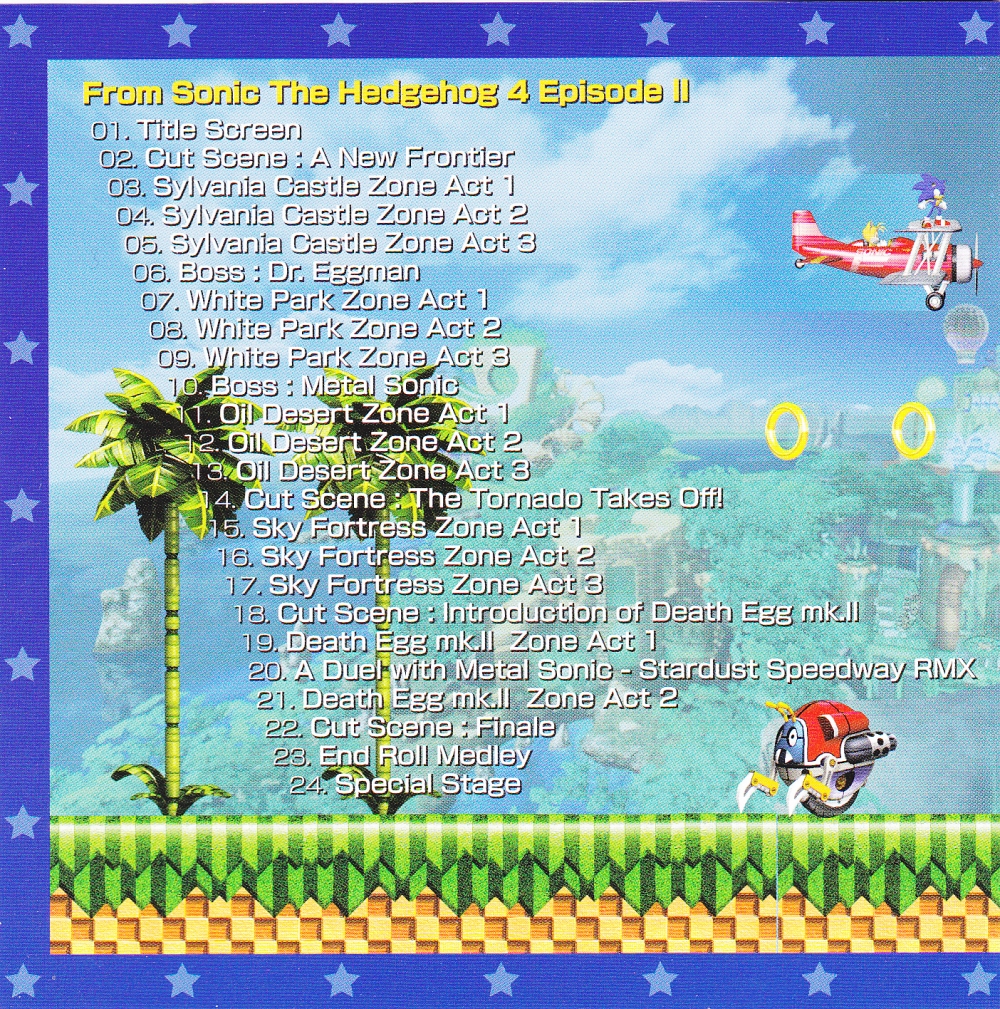 From Sonic The Hedgehog 4 Episode II
01. Title Screen
02. Cut Scene : A New Frontier
03. Sylvania Castle Zone Act 1
04. Sylvania Castle Zone Act 2
05. Sylvania Castle Zone Act 3
06. Boss : Dr. Eggman
07. White Park Zone Act 1
08. White Park Zone Act 2
09. White Park Zone Act 3
10. Boss : Metal Sonic
11. Oil Desert Zone Act 1
12. Oil Desert Zone Act 2
13. Oil Desert Zone Act 3
14. Cut Scene : The Tornado Takes Off!
15. Sky Fortress Zone Act 1
16. Sky Fortress Zone Act 2
17. Sky Fortress Zone Act 3
18. Cut Scene : Introduction of Death Egg mk.II
19. Death Egg mk.II Zone Act 1
20. A Duel with Metal Sonic - Stardust Speedway RMX
21. Death Egg mk.II Zone Act 2
22. Cut Scene : Finale
23. End Roll Medley
24. Special Stage
SONIC